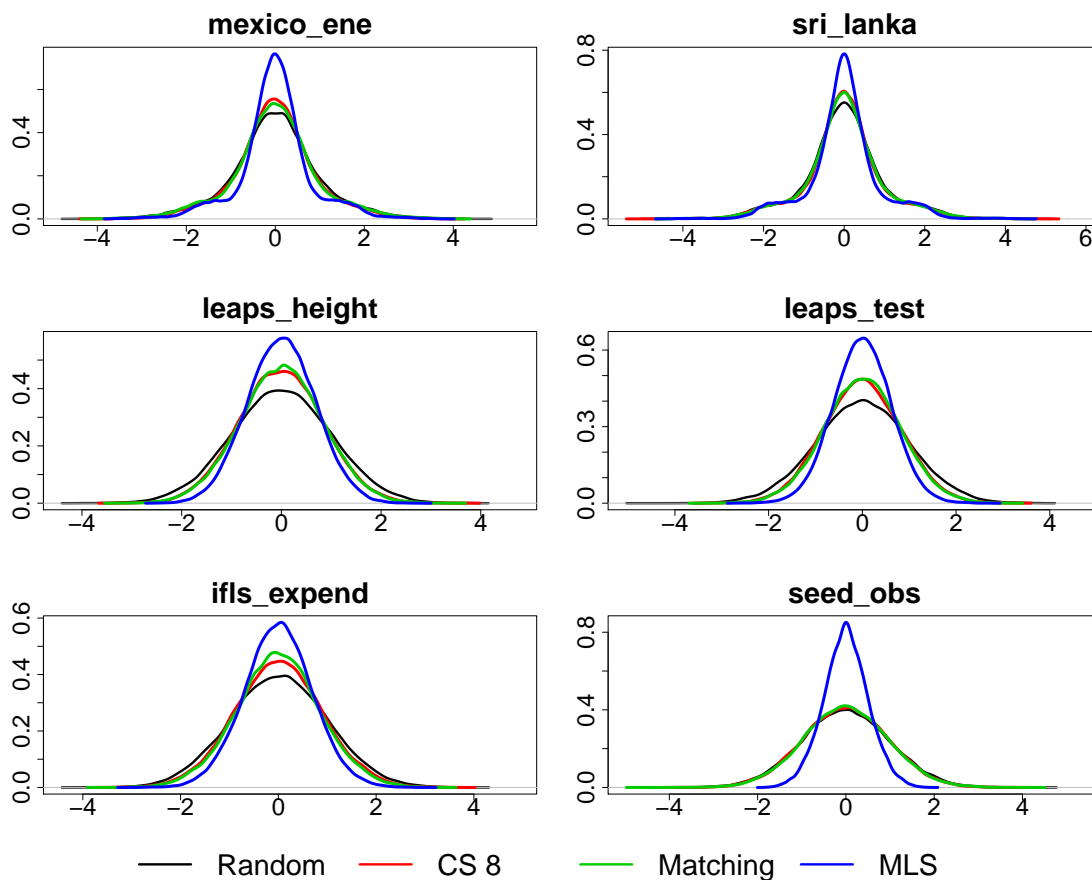 mexico_ene
0.0 0.4
−4 −2 0 2 4
sri_lanka
0.0 0.4 0.8
−4 −2 0 2 4 6
leaps_height
0.0 0.2 0.4
−4 −2 0 2 4
leaps_test
0.0 0.3 0.6
−4 −2 0 2 4
ifls_expend
0.0 0.2 0.4 0.6
−4 −2 0 2 4
seed_obs
0.0 0.4 0.8
−4 −2 0 2 4
Random CS 8 Matching MLS